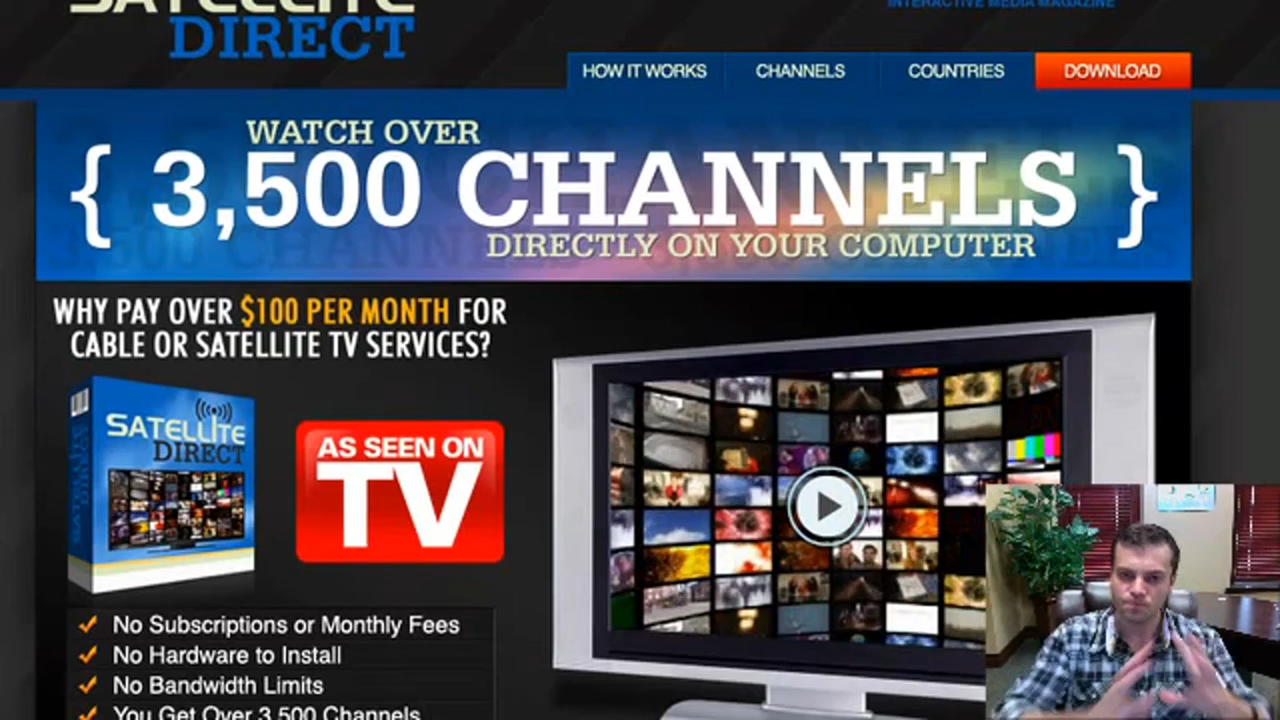 SATELLITE
DIRECT
INTERACTIVE MEDIA MAGAZINE
HOW IT WORKS
CHANNELS
COUNTRIES
DOWNLOAD
WATCH OVER
{ 3,500 CHANNELS }
DIRECTLY ON YOUR COMPUTER
WHY PAY OVER $100 PER MONTH FOR
CABLE OR SATELLITE TV SERVICES?
SATELLITE
DIRECT
AS SEEN ON
TV
No Subscriptions or Monthly Fees
No Hardware to Install
No Bandwidth Limits
You Get Over 3,500 Channels